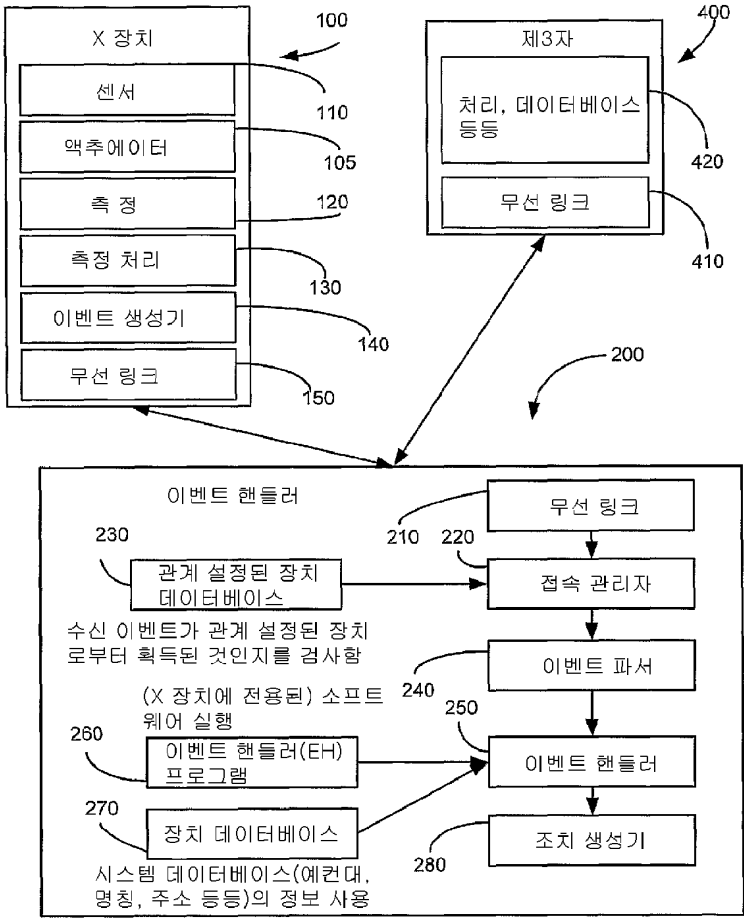 X 장치
100
센서
110
액추에이터
105
측 정
120
측정 처리
130
이벤트 생성기
140
무선 링크
150
제3자
400
처리, 데이터베이스
등등
420
무선 링크
410
200
이벤트 핸들러
무선 링크
210
220
230
관계 설정된 장치
데이터베이스
접속 관리자
수신 이벤트가 관계 설정된 장치
로부터 획득된 것인지를 검사함
이벤트 파서
240
(X 장치에 전용된) 소프트
웨어 실행
250
260
이벤트 핸들러(EH)
프로그램
이벤트 핸들러
270
장치 데이터베이스
조치 생성기
280
시스템 데이터베이스(예컨대,
명칭, 주소 등등)의 정보 사용